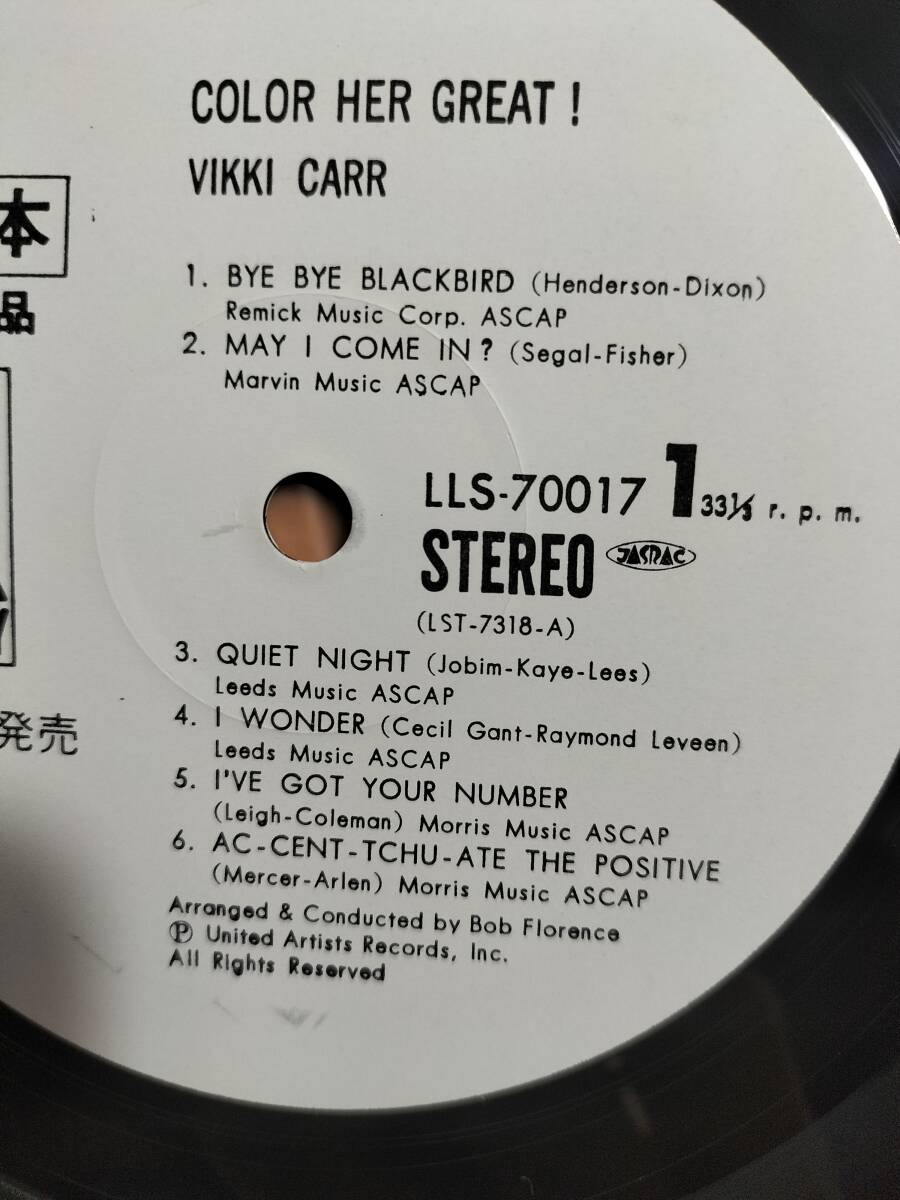 COLOR HER GREAT!
VIKKI CARR
本
品
1. BYE BYE BLACKBIRD (Henderson-Dixon)
Remick Music Corp. ASCAP
2. MAY I COME IN? (Segal-Fisher)
Marvin Music ASCAP
LLS-70017 1 33⅓ r. p. m.
STEREO JASRAC
(LST-7318-A)
3. QUIET NIGHT (Jobim-Kaye-Lees)
Leeds Music ASCAP
発売
4. I WONDER (Cecil Gant-Raymond Leveen)
Leeds Music ASCAP
5. I'VE GOT YOUR NUMBER
(Leigh-Coleman) Morris Music ASCAP
6. AC-CENT-TCHU-ATE THE POSITIVE
(Mercer-Arlen) Morris Music ASCAP
Arranged & Conducted by Bob Florence
Ⓟ United Artists Records, Inc.
All Rights Reserved